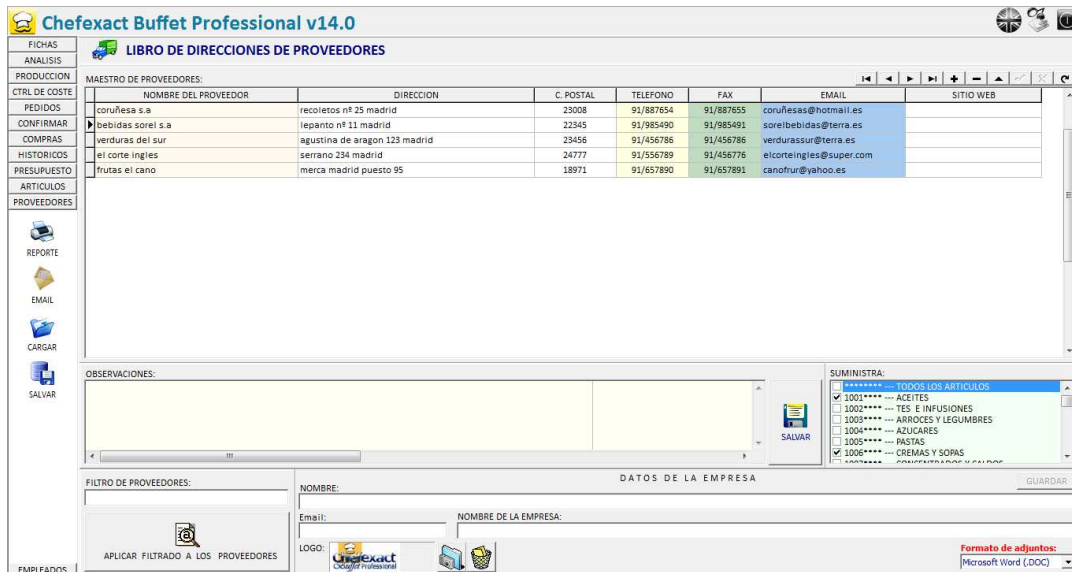 Chefexact Buffet Professional v14.0
FICHAS
ANALISIS
PRODUCCION
CTRL DE COSTE
PEDIDOS
CONFIRMAR
COMPRAS
HISTORICOS
PRESUPUESTO
ARTICULOS
PROVEEDORES
REPORTE
EMAIL
CARGAR
SALVAR
EMPLEADOS
LIBRO DE DIRECCIONES DE PROVEEDORES
MAESTRO DE PROVEEDORES:
NOMBRE DEL PROVEEDOR DIRECCION C. POSTAL TELEFONO FAX EMAIL SITIO WEB
coruñesa s.a recoletos nº 25 madrid 23008 91/887654 91/887655 coruñesas@hotmail.es
bebidas sorel s.a lepanto nº 11 madrid 22345 91/985490 91/985491 sorelbebidas@terra.es
verduras del sur agustina de aragon 123 madrid 23456 91/456786 91/456786 verdurassur@terra.es
el corte ingles serrano 234 madrid 24777 91/556789 91/456776 elcorteingles@super.com
frutas el cano merca madrid puesto 95 18971 91/657890 91/657891 canofrur@yahoo.es
OBSERVACIONES:
SALVAR
SUMINISTRA:
******** --- TODOS LOS ARTICULOS
1001**** --- ACEITES
1002**** --- TES E INFUSIONES
1003**** --- ARROCES Y LEGUMBRES
1004**** --- AZUCARES
1005**** --- PASTAS
1006**** --- CREMAS Y SOPAS
1007**** --- CONCENTRADOS Y CALDOS
FILTRO DE PROVEEDORES:
APLICAR FILTRADO A LOS PROVEEDORES
DATOS DE LA EMPRESA
GUARDAR
NOMBRE:
Email: NOMBRE DE LA EMPRESA:
LOGO:
Chefexact
Buffet Professional
Formato de adjuntos:
Microsoft Word (.DOC)